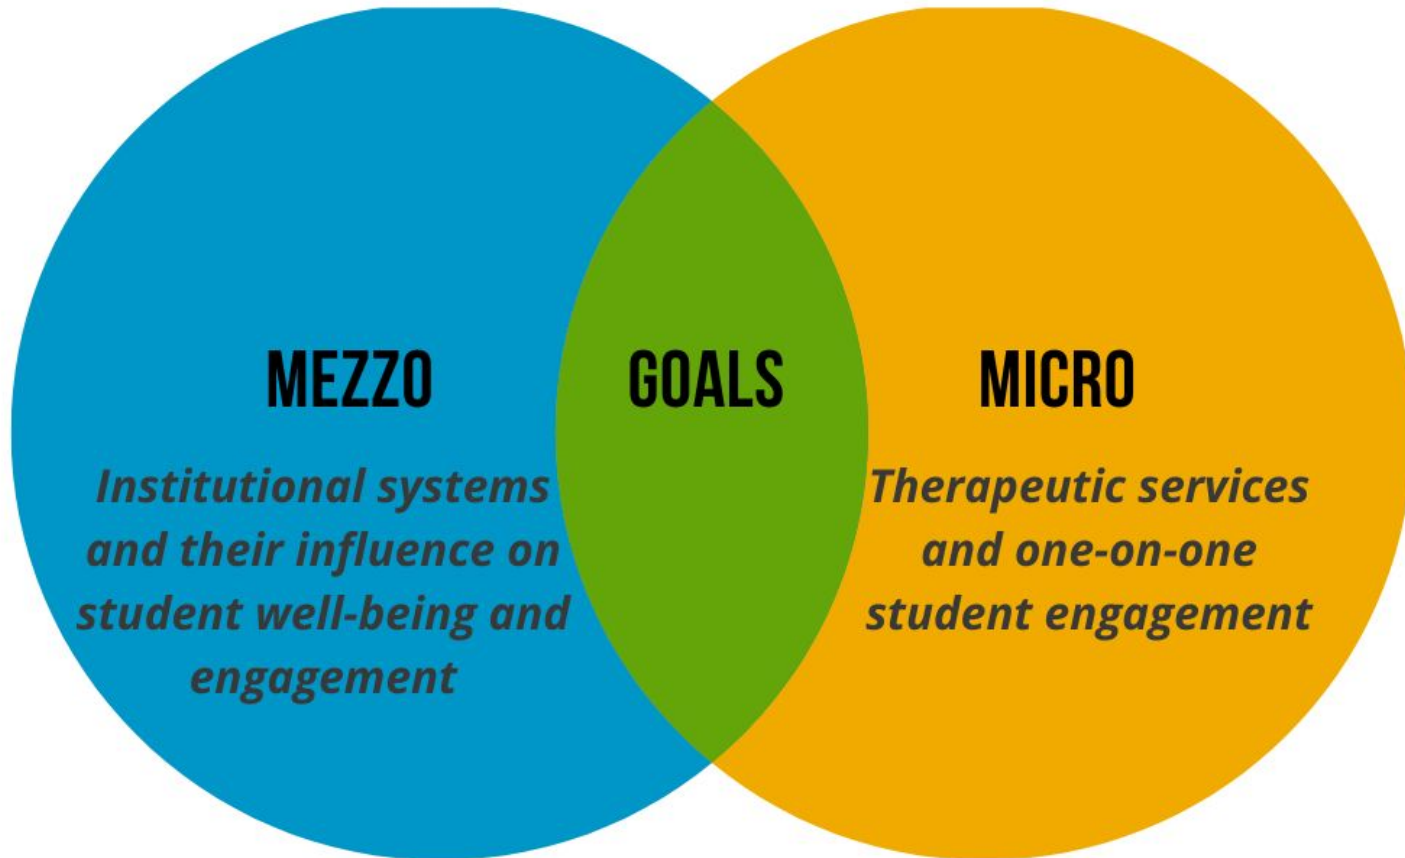 MEZZO
Institutional systems
and their influence on
student well-being and
engagement
GOALS
MICRO
Therapeutic services
and one-on-one
student engagement